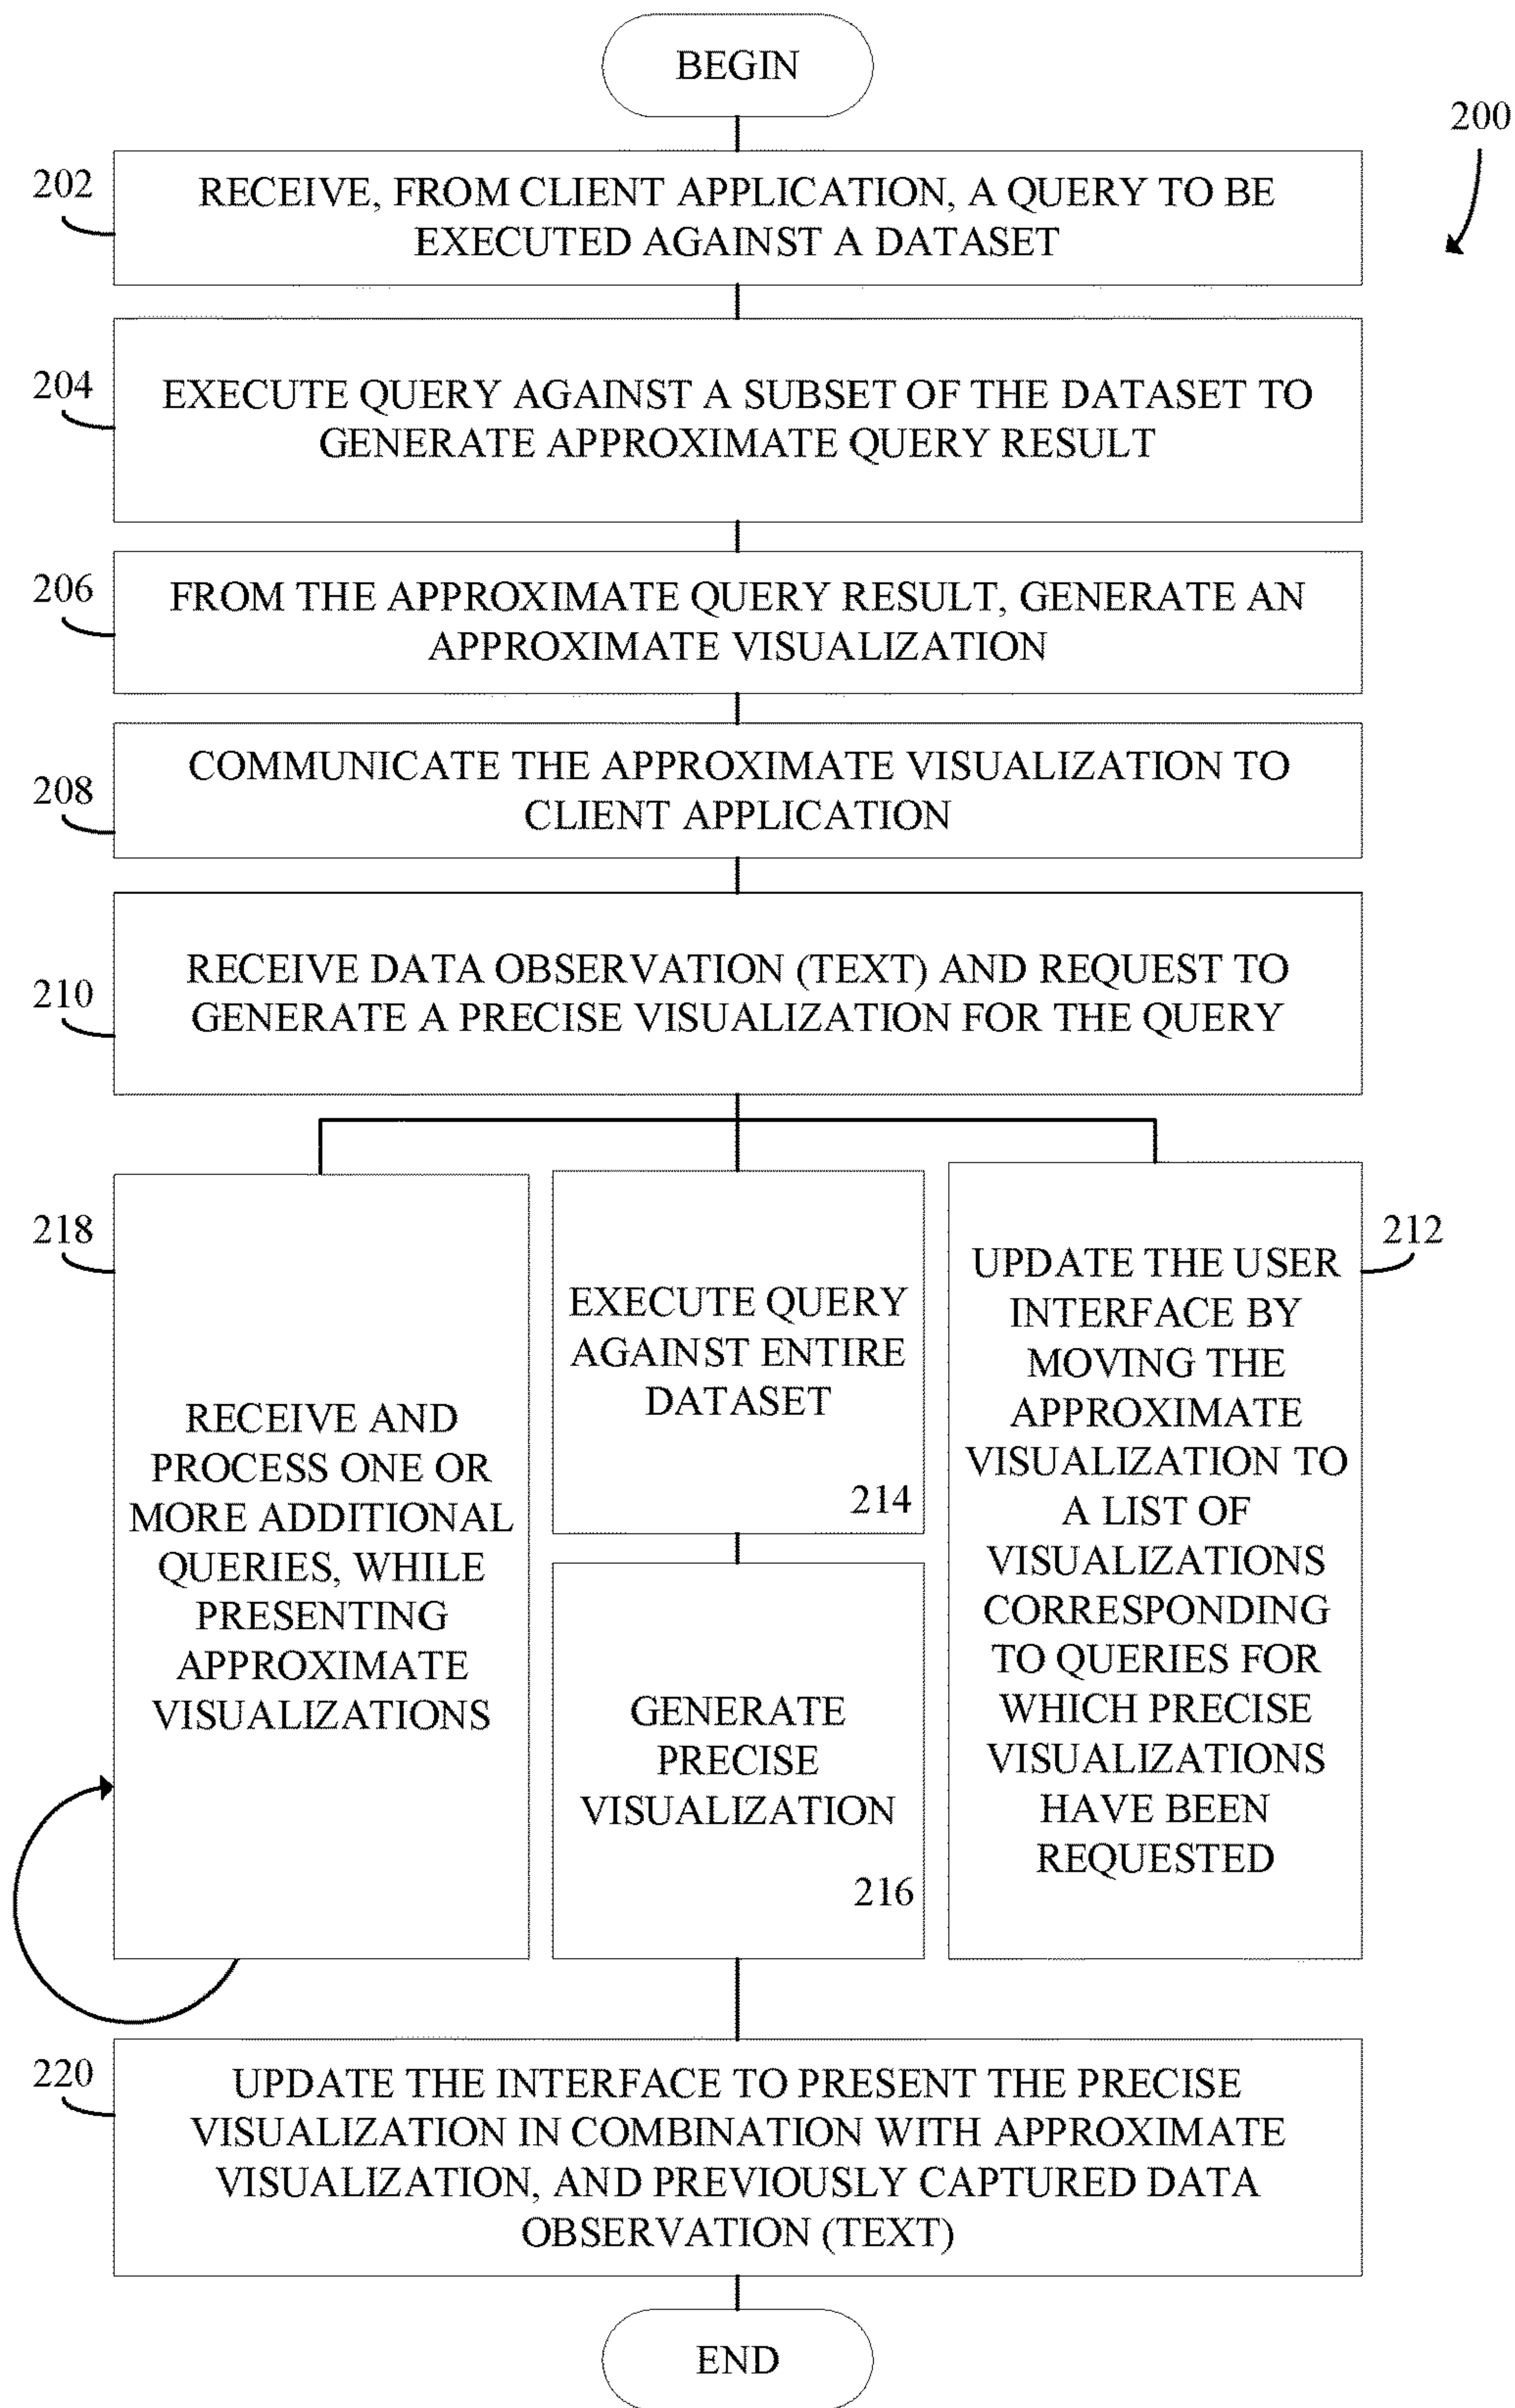 BEGIN
200
202
RECEIVE, FROM CLIENT APPLICATION, A QUERY TO BE
EXECUTED AGAINST A DATASET
204
EXECUTE QUERY AGAINST A SUBSET OF THE DATASET TO
GENERATE APPROXIMATE QUERY RESULT
206
FROM THE APPROXIMATE QUERY RESULT, GENERATE AN
APPROXIMATE VISUALIZATION
208
COMMUNICATE THE APPROXIMATE VISUALIZATION TO
CLIENT APPLICATION
210
RECEIVE DATA OBSERVATION (TEXT) AND REQUEST TO
GENERATE A PRECISE VISUALIZATION FOR THE QUERY
218
RECEIVE AND
PROCESS ONE OR
MORE ADDITIONAL
QUERIES, WHILE
PRESENTING
APPROXIMATE
VISUALIZATIONS
EXECUTE QUERY
AGAINST ENTIRE
DATASET
214
GENERATE
PRECISE
VISUALIZATION
216
212
UPDATE THE USER
INTERFACE BY
MOVING THE
APPROXIMATE
VISUALIZATION TO
A LIST OF
VISUALIZATIONS
CORRESPONDING
TO QUERIES FOR
WHICH PRECISE
VISUALIZATIONS
HAVE BEEN
REQUESTED
220
UPDATE THE INTERFACE TO PRESENT THE PRECISE
VISUALIZATION IN COMBINATION WITH APPROXIMATE
VISUALIZATION, AND PREVIOUSLY CAPTURED DATA
OBSERVATION (TEXT)
END